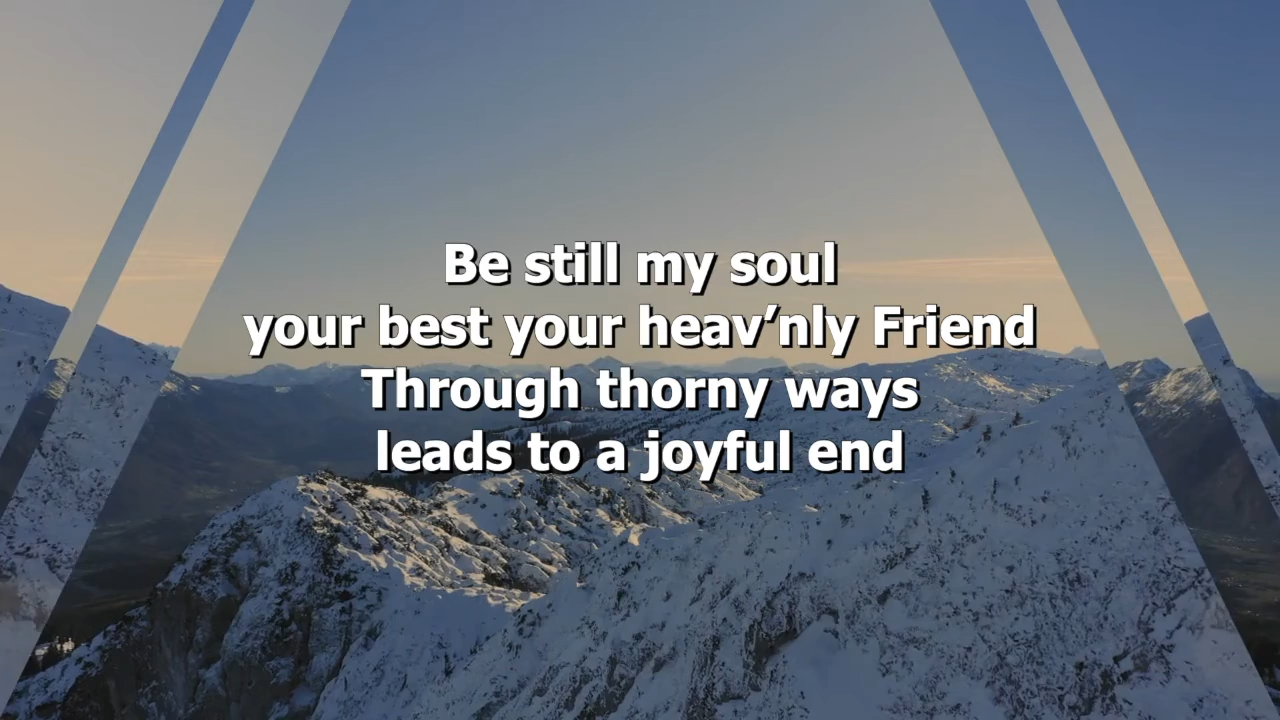 Be still my soul
your best your heav’nly Friend
Through thorny ways
leads to a joyful end